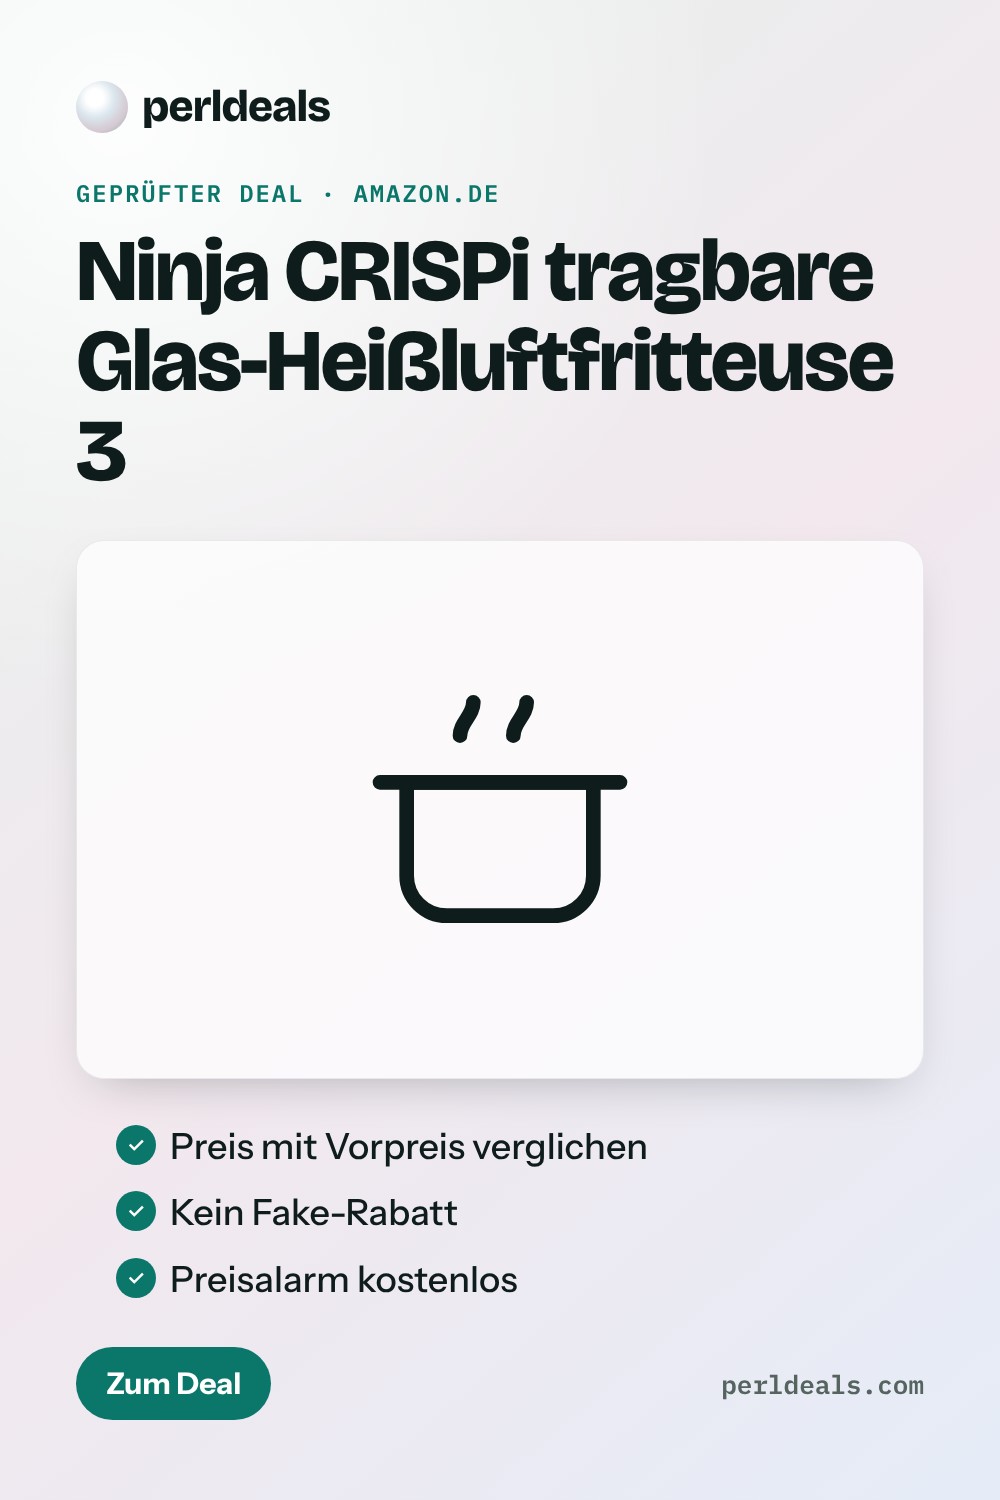 perldeals
GEPRÜFTER DEAL · AMAZON.DE
Ninja CRISPi tragbare
Glas-Heißluftfritteuse
3
Preis mit Vorpreis verglichen
Kein Fake-Rabatt
Preisalarm kostenlos
Zum Deal
perldeals.com